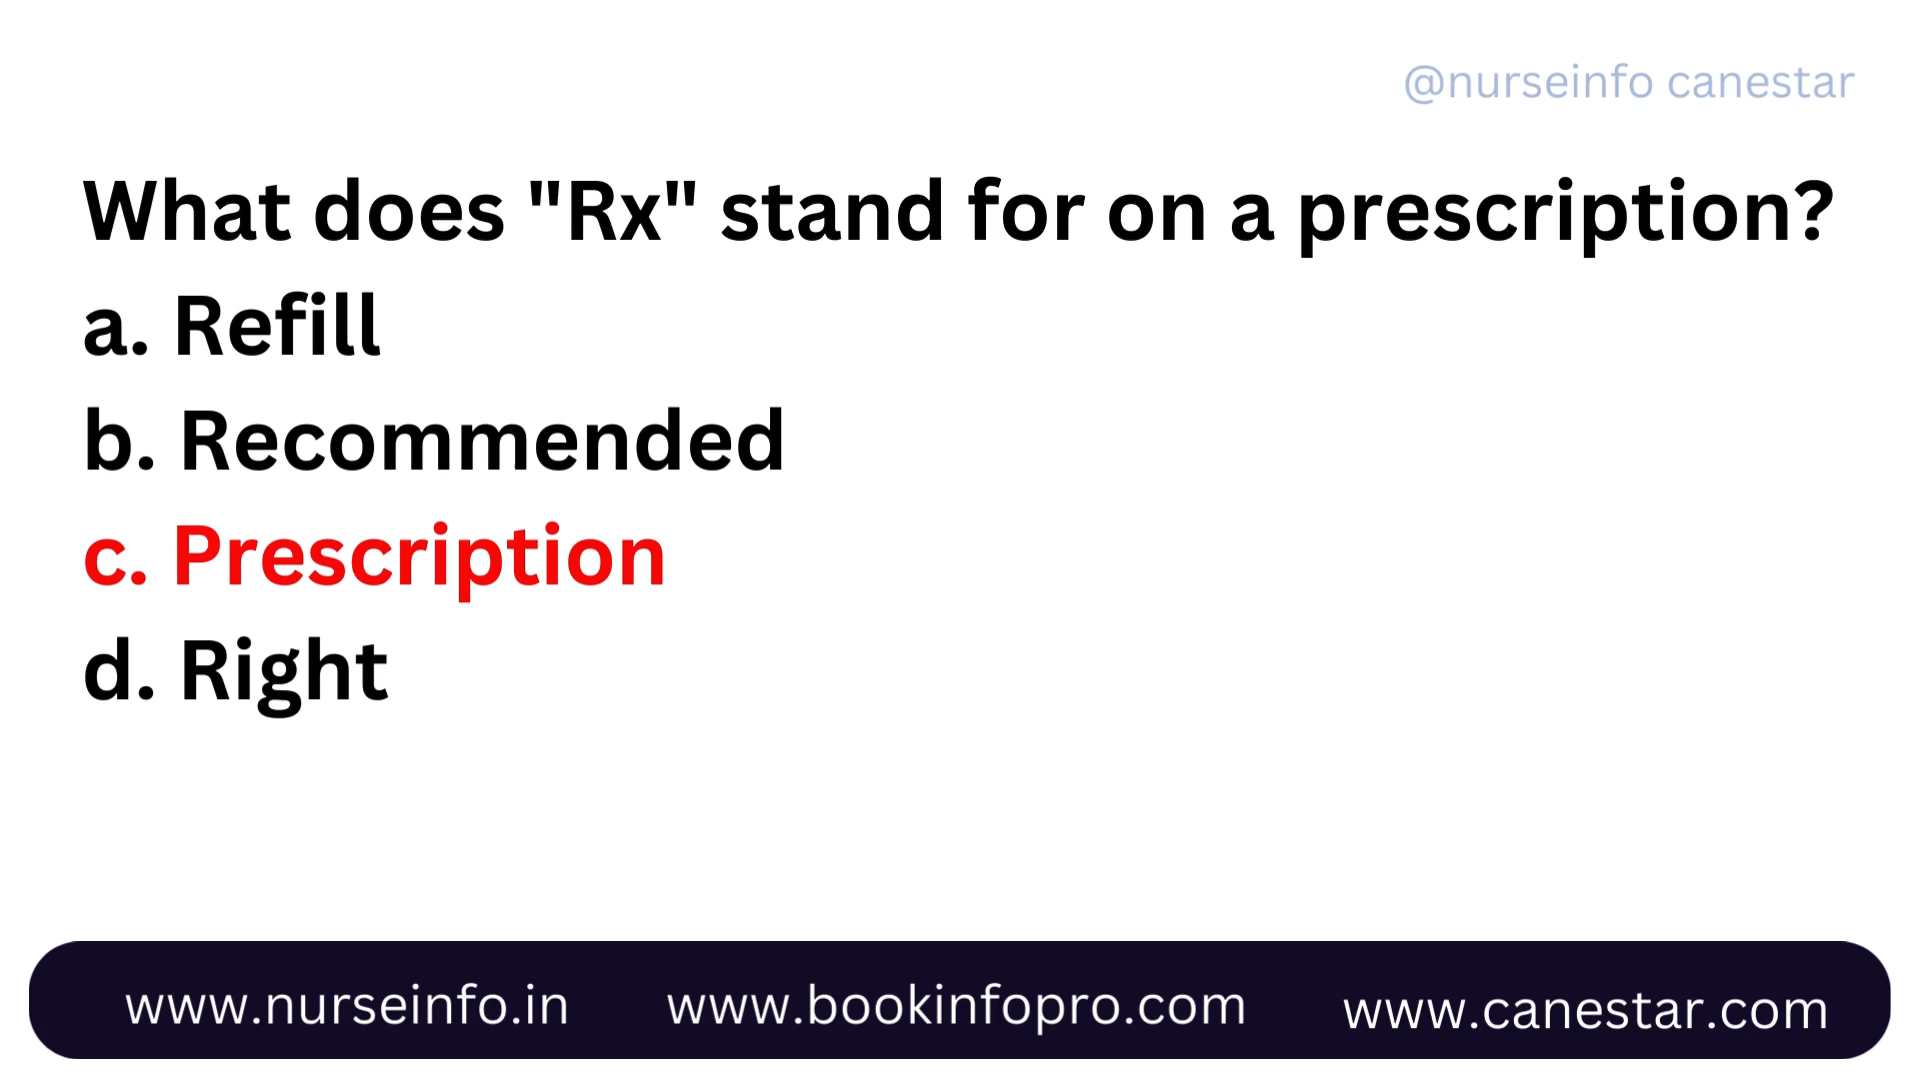 @nurseinfo canestar
What does "Rx" stand for on a prescription?
a. Refill
b. Recommended
c. Prescription
d. Right
www.nurseinfo.in www.bookinfopro.com www.canestar.com